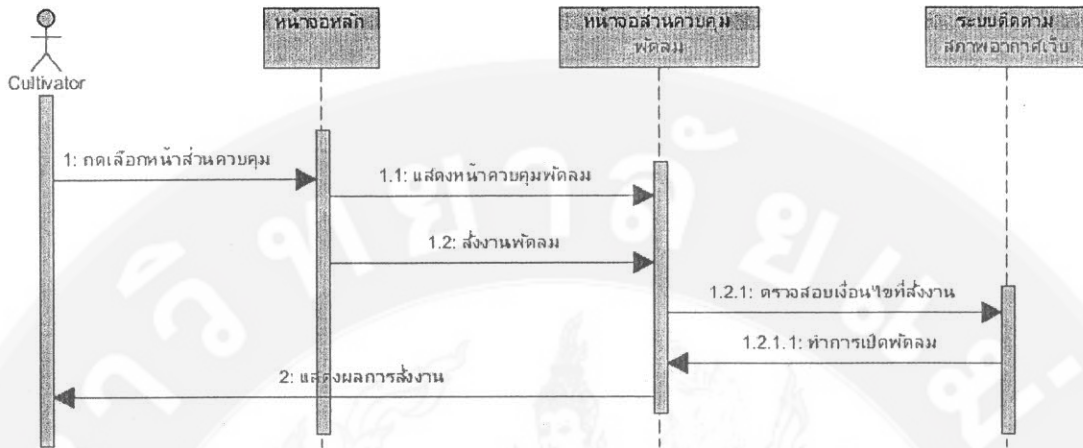 หน้าจอหลัก
หน้าจอส่วนควบคุม
พัดลม
ระบบติดตาม
สภาพอากาศเว็บ
Cultivator
1: กดเลือกหน้าส่วนควบคุม
1.1: แสดงหน้าควบคุมพัดลม
1.2: สั่งงานพัดลม
1.2.1: ตรวจสอบเงื่อนไขที่สั่งงาน
1.2.1.1: ทำการเปิดพัดลม
2: แสดงผลการสั่งงาน